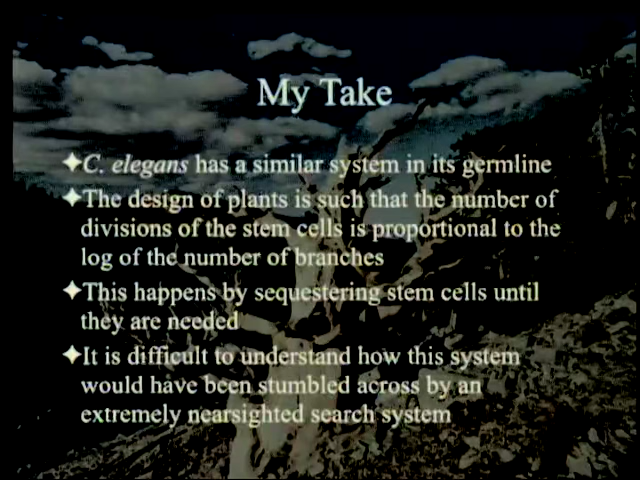 My Take
✦C. elegans has a similar system in its germline
✦The design of plants is such that the number of
divisions of the stem cells is proportional to the
log of the number of branches
✦This happens by sequestering stem cells until
they are needed
✦It is difficult to understand how this system
would have been stumbled across by an
extremely nearsighted search system